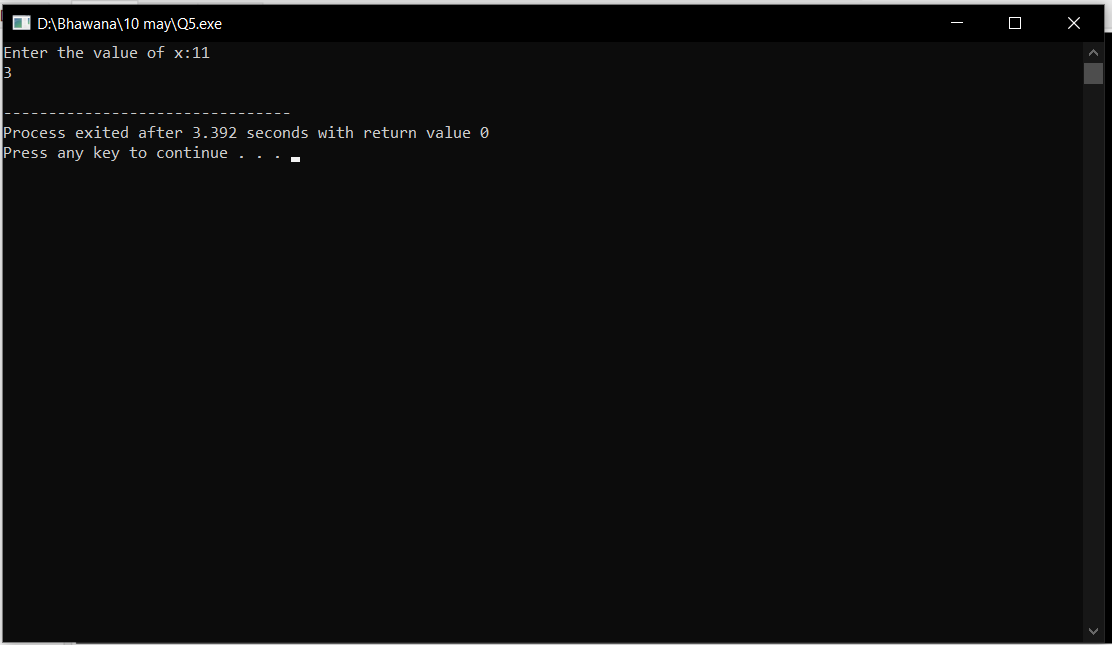 D:\Bhawana\10 may\Q5.exe
Enter the value of x:11
3
--------------------------------
Process exited after 3.392 seconds with return value 0
Press any key to continue . . .